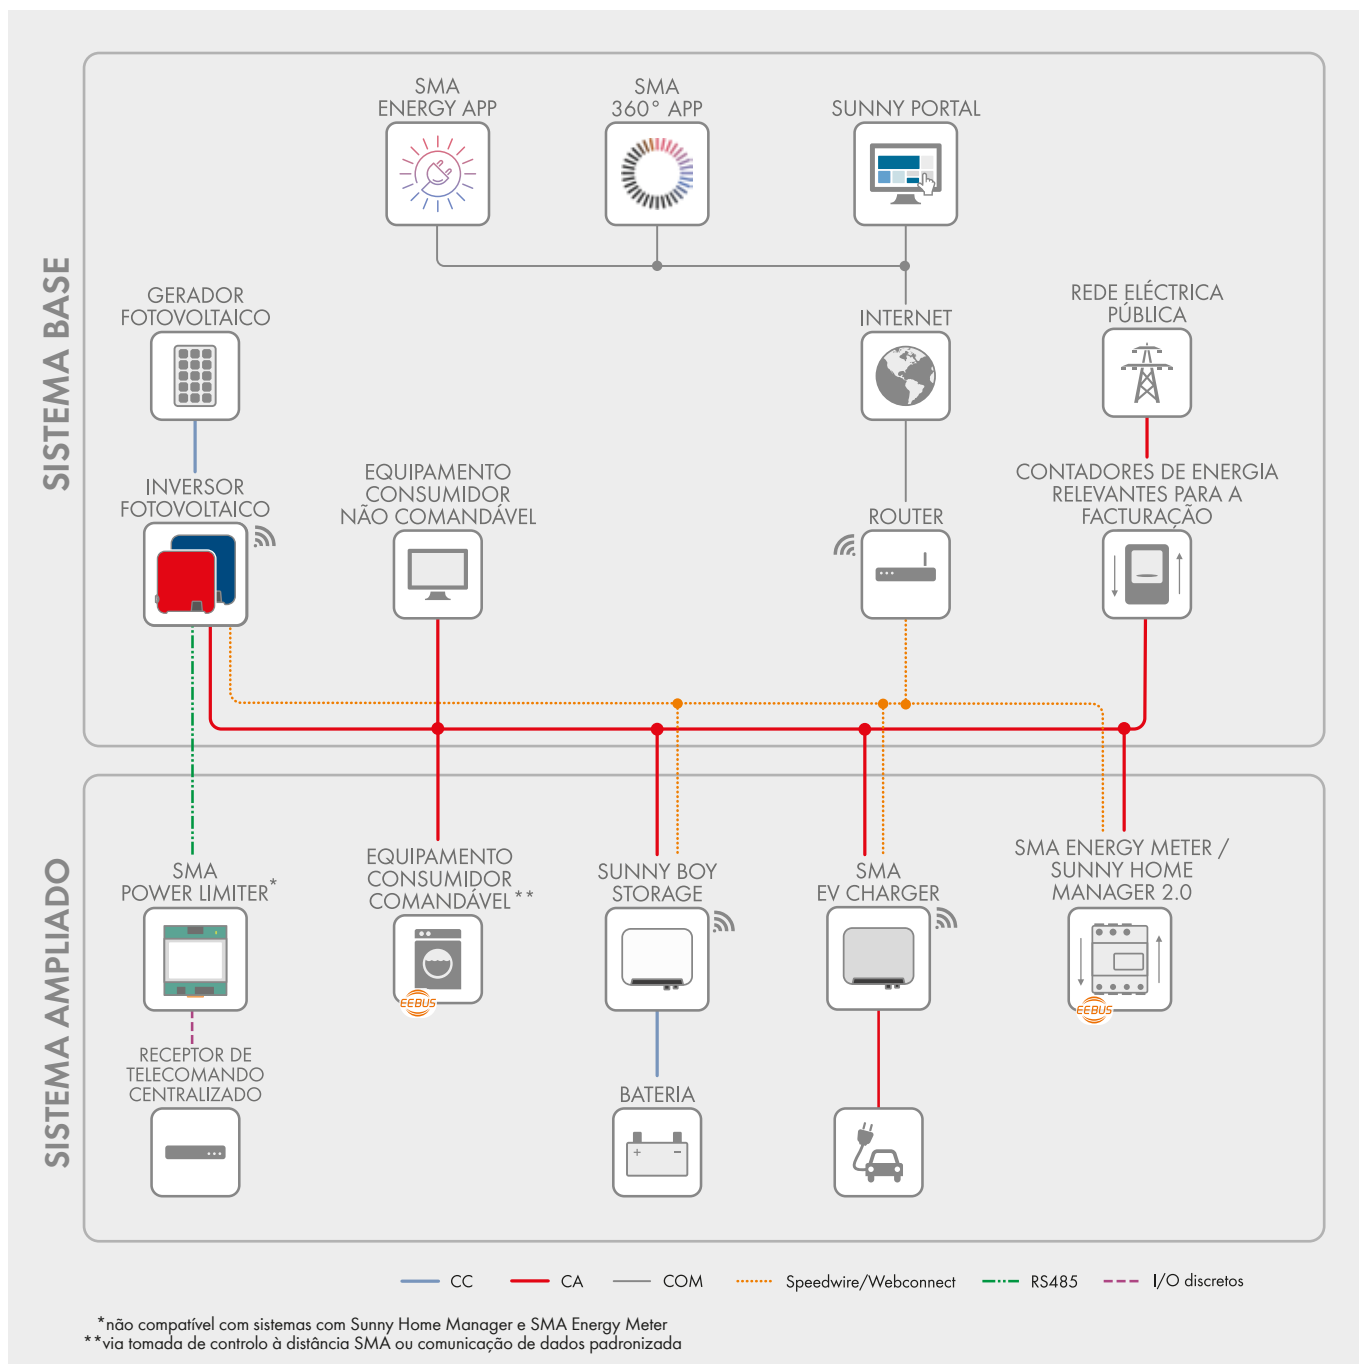 SISTEMA BASE
SMA
ENERGY APP
SMA
360° APP
SUNNY PORTAL
GERADOR
FOTOVOLTAICO
INTERNET
REDE ELÉCTRICA
PÚBLICA
INVERSOR
FOTOVOLTAICO
EQUIPAMENTO
CONSUMIDOR
NÃO COMANDÁVEL
ROUTER
CONTADORES DE ENERGIA
RELEVANTES PARA A
FACTURAÇÃO
SISTEMA AMPLIADO
SMA
POWER LIMITER*
EQUIPAMENTO
CONSUMIDOR
COMANDÁVEL**
EEBUS
SUNNY BOY
STORAGE
SMA
EV CHARGER
SMA ENERGY METER /
SUNNY HOME
MANAGER 2.0
EEBUS
RECEPTOR DE
TELECOMANDO
CENTRALIZADO
BATERIA
+ −
CC CA COM Speedwire/Webconnect RS485 I/O discretos
*não compatível com sistemas com Sunny Home Manager e SMA Energy Meter
**via tomada de controlo à distância SMA ou comunicação de dados padronizada